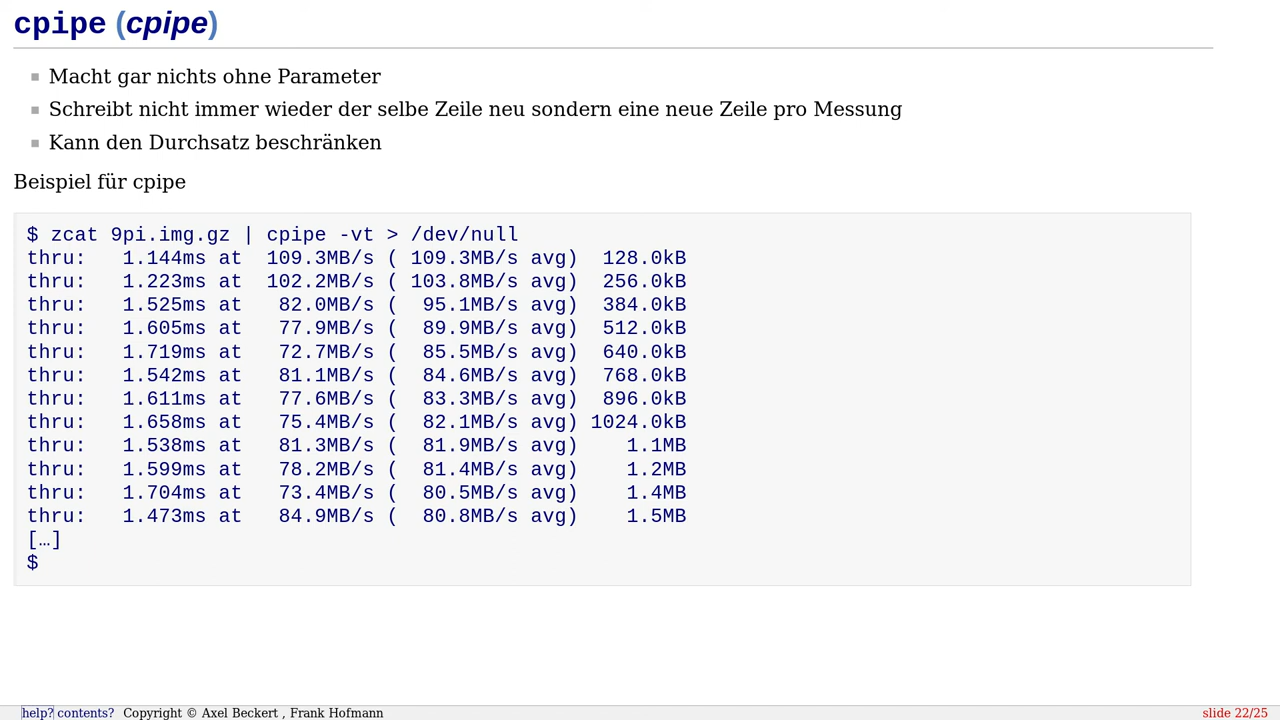 cpipe (cpipe)
Macht gar nichts ohne Parameter
Schreibt nicht immer wieder der selbe Zeile neu sondern eine neue Zeile pro Messung
Kann den Durchsatz beschränken
Beispiel für cpipe
$ zcat 9pi.img.gz | cpipe -vt > /dev/null
thru:   1.144ms at  109.3MB/s ( 109.3MB/s avg)  128.0kB
thru:   1.223ms at  102.2MB/s ( 103.8MB/s avg)  256.0kB
thru:   1.525ms at   82.0MB/s (  95.1MB/s avg)  384.0kB
thru:   1.605ms at   77.9MB/s (  89.9MB/s avg)  512.0kB
thru:   1.719ms at   72.7MB/s (  85.5MB/s avg)  640.0kB
thru:   1.542ms at   81.1MB/s (  84.6MB/s avg)  768.0kB
thru:   1.611ms at   77.6MB/s (  83.3MB/s avg)  896.0kB
thru:   1.658ms at   75.4MB/s (  82.1MB/s avg) 1024.0kB
thru:   1.538ms at   81.3MB/s (  81.9MB/s avg)    1.1MB
thru:   1.599ms at   78.2MB/s (  81.4MB/s avg)    1.2MB
thru:   1.704ms at   73.4MB/s (  80.5MB/s avg)    1.4MB
thru:   1.473ms at   84.9MB/s (  80.8MB/s avg)    1.5MB
[…]
$
help? contents? Copyright © Axel Beckert , Frank Hofmann slide 22/25